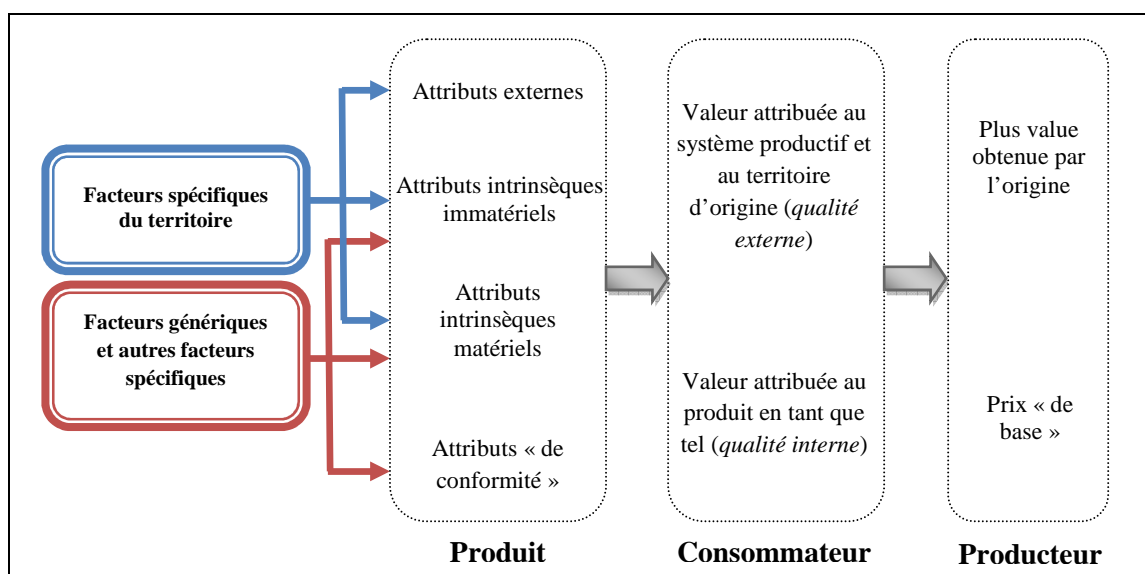 Facteurs spécifiques
du territoire
Facteurs génériques
et autres facteurs
spécifiques
Attributs externes
Attributs intrinsèques
immatériels
Attributs
intrinsèques
matériels
Attributs « de
conformité »
Produit
Valeur attribuée au
système productif et
au territoire
d’origine (qualité
externe)
Valeur attribuée au
produit en tant que
tel (qualité interne)
Consommateur
Plus value
obtenue par
l’origine
Prix « de
base »
Producteur